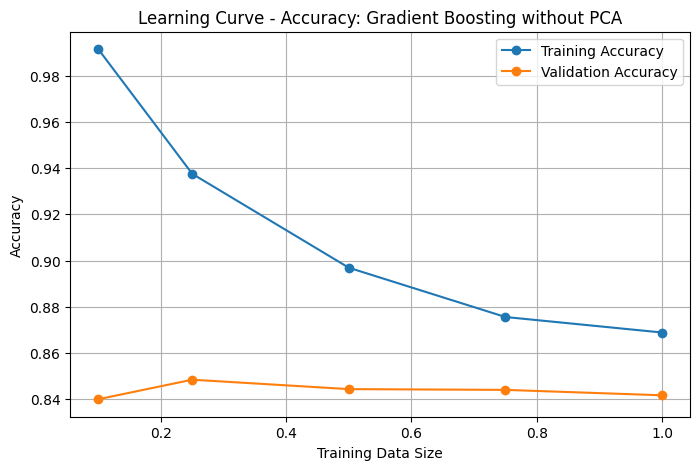 Learning Curve - Accuracy: Gradient Boosting without PCA
Training Accuracy
Validation Accuracy
Accuracy
0.98
0.96
0.94
0.92
0.90
0.88
0.86
0.84
0.2
0.4
0.6
0.8
1.0
Training Data Size